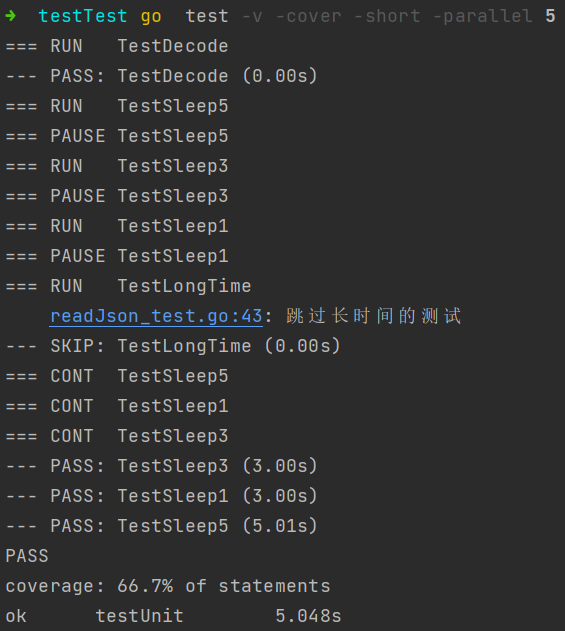 ➜  testTest go  test -v -cover -short -parallel 5
=== RUN   TestDecode
--- PASS: TestDecode (0.00s)
=== RUN   TestSleep5
=== PAUSE TestSleep5
=== RUN   TestSleep3
=== PAUSE TestSleep3
=== RUN   TestSleep1
=== PAUSE TestSleep1
=== RUN   TestLongTime
    readJson_test.go:43: 跳过长时间的测试
--- SKIP: TestLongTime (0.00s)
=== CONT  TestSleep5
=== CONT  TestSleep1
=== CONT  TestSleep3
--- PASS: TestSleep3 (3.00s)
--- PASS: TestSleep1 (3.00s)
--- PASS: TestSleep5 (5.01s)
PASS
coverage: 66.7% of statements
ok      testUnit        5.048s